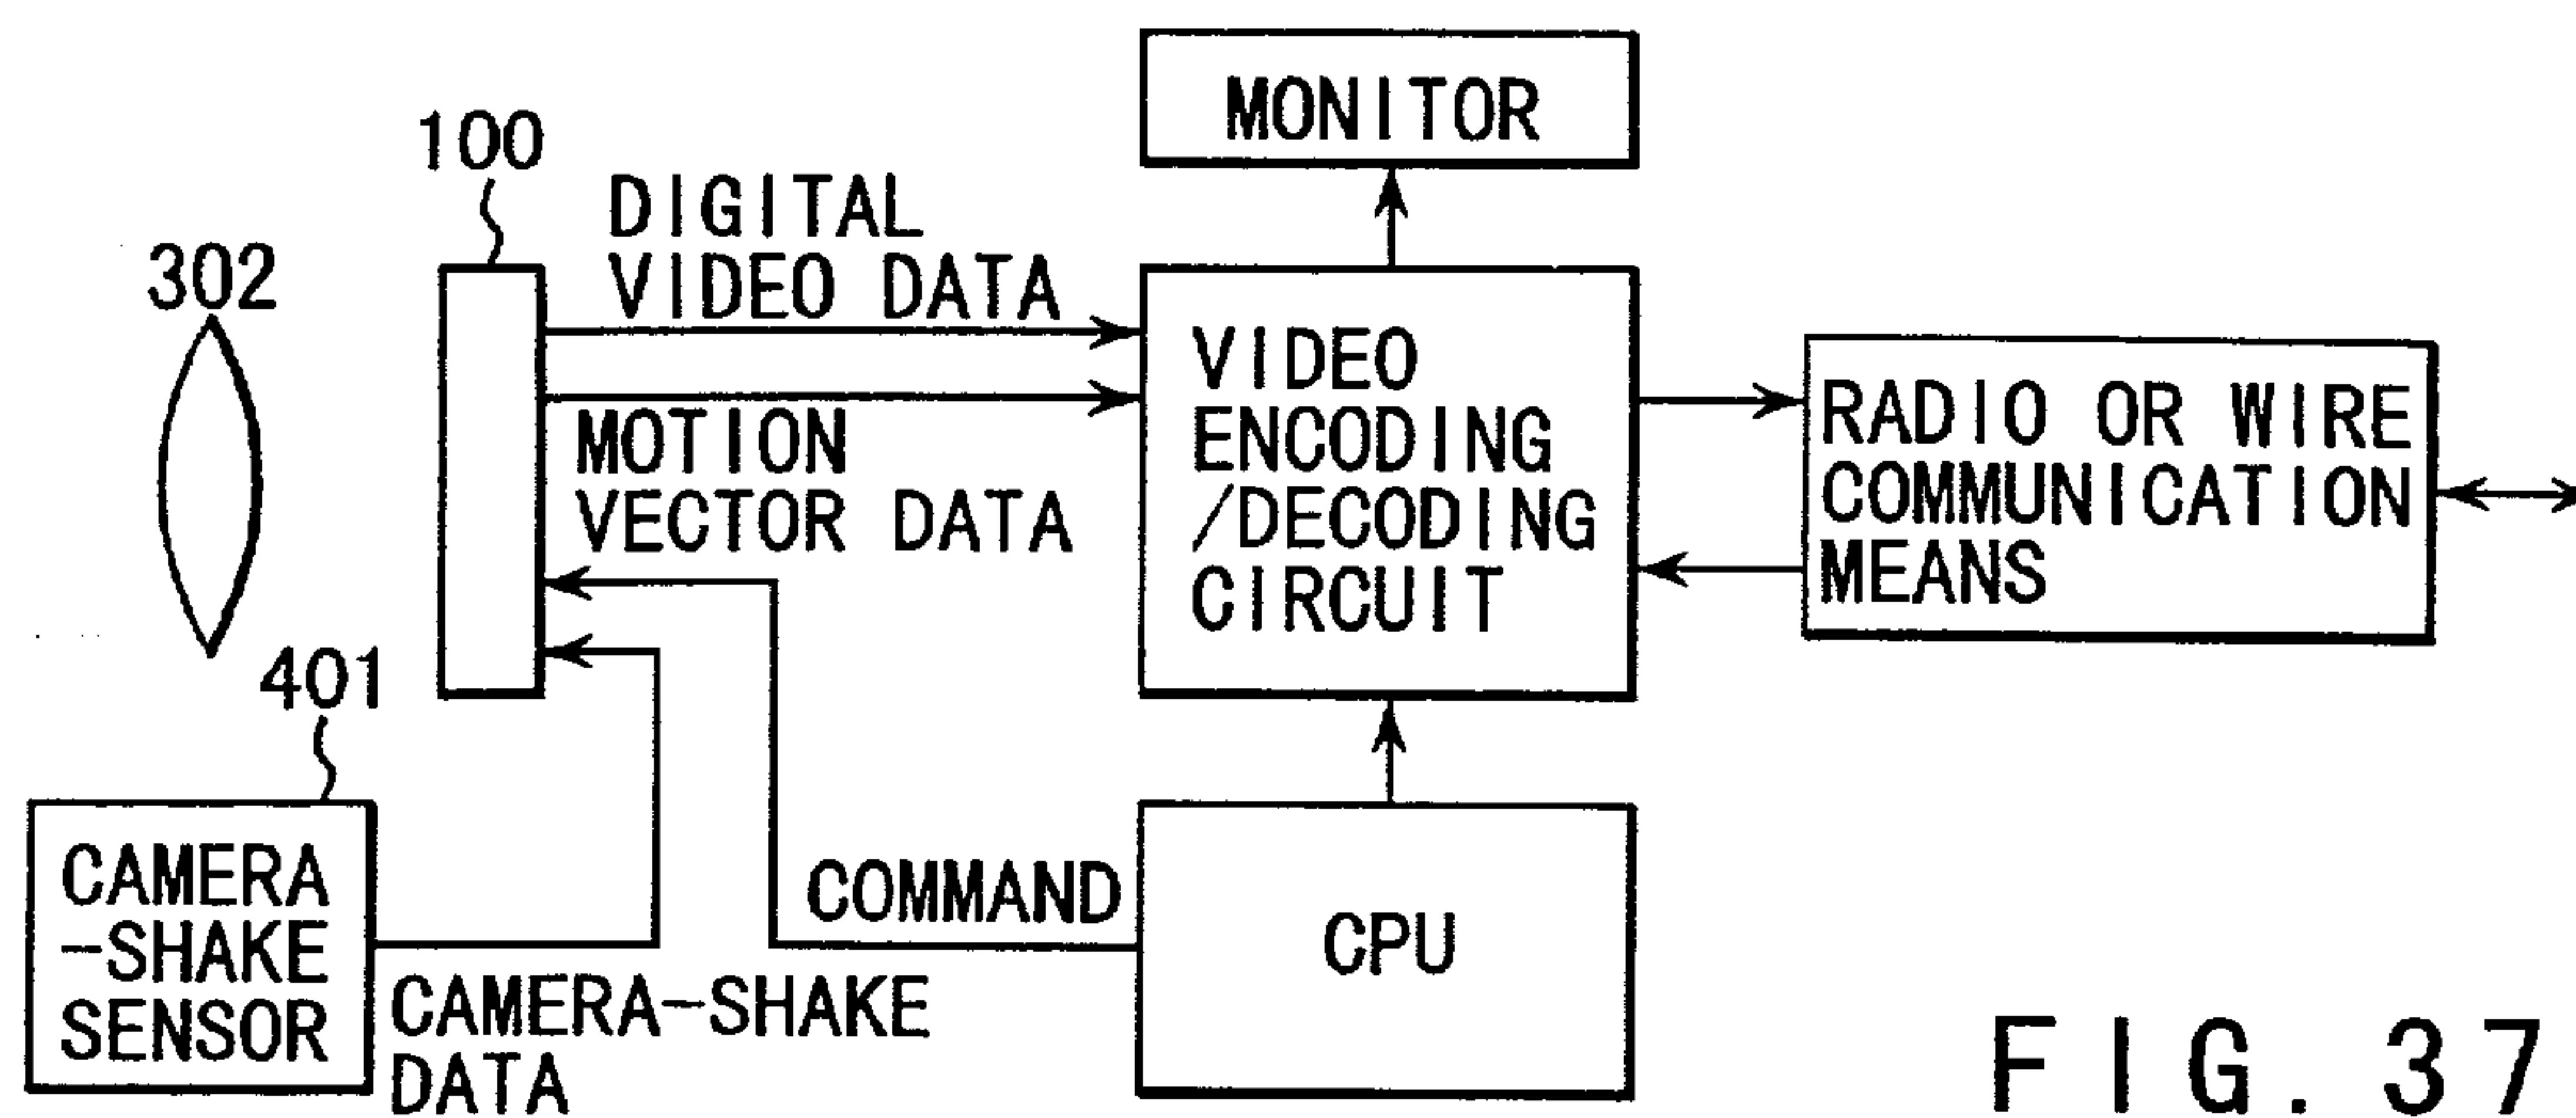 MONITOR
100
DIGITAL
VIDEO DATA
302
VIDEO
ENCODING
/DECODING
CIRCUIT
RADIO OR WIRE
COMMUNICATION
MEANS
MOTION
VECTOR DATA
401
CAMERA
-SHAKE
SENSOR
COMMAND
CPU
CAMERA-SHAKE
DATA
FIG. 37